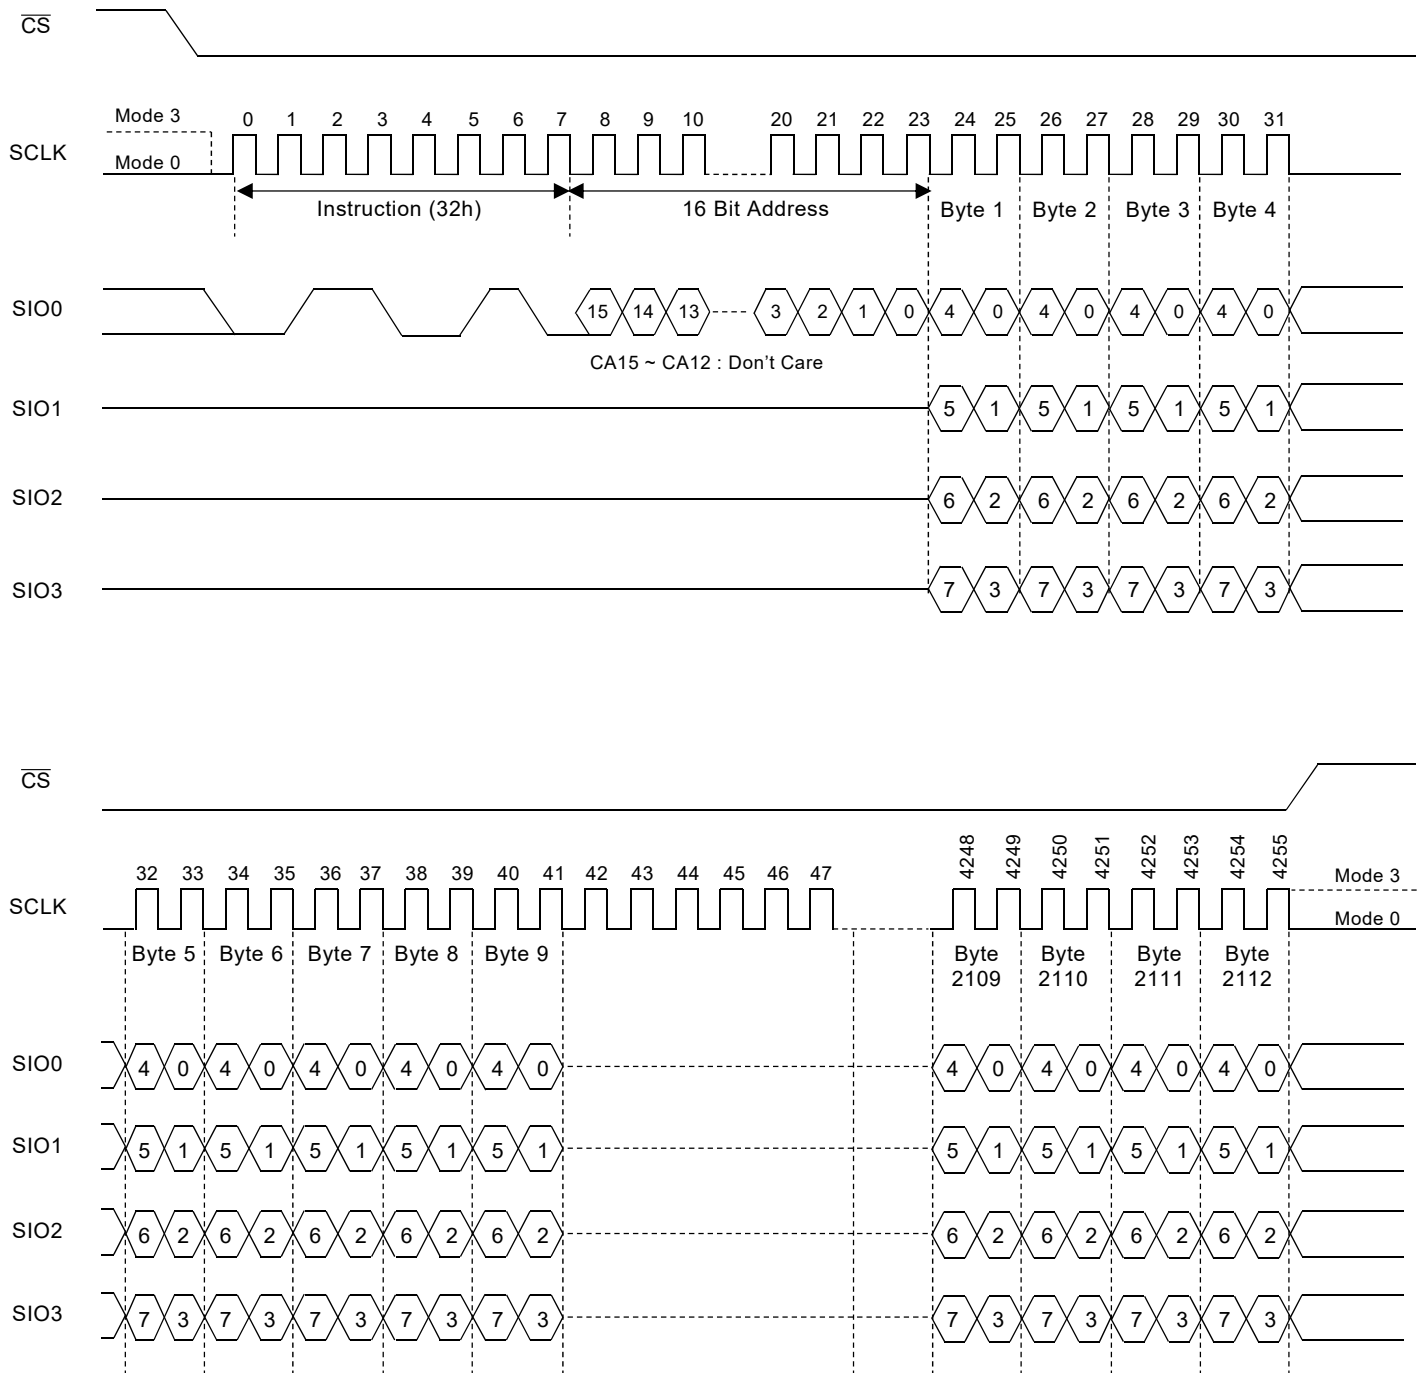 CS
Mode 3
0 1 2 3 4 5 6 7 8 9 10 20 21 22 23 24 25 26 27 28 29 30 31
SCLK
Mode 0
Instruction (32h) 16 Bit Address Byte 1 Byte 2 Byte 3 Byte 4
SIO0 15 14 13 3 2 1 0 4 0 4 0 4 0 4 0
CA15 ~ CA12 : Don't Care
SIO1 5 1 5 1 5 1 5 1
SIO2 6 2 6 2 6 2 6 2
SIO3 7 3 7 3 7 3 7 3
CS
32 33 34 35 36 37 38 39 40 41 42 43 44 45 46 47 4248 4249 4250 4251 4252 4253 4254 4255
Mode 3
SCLK
Mode 0
Byte 5 Byte 6 Byte 7 Byte 8 Byte 9 Byte Byte Byte Byte
2109 2110 2111 2112
SIO0 4 0 4 0 4 0 4 0 4 0 4 0 4 0 4 0 4 0
SIO1 5 1 5 1 5 1 5 1 5 1 5 1 5 1 5 1 5 1
SIO2 6 2 6 2 6 2 6 2 6 2 6 2 6 2 6 2 6 2
SIO3 7 3 7 3 7 3 7 3 7 3 7 3 7 3 7 3 7 3